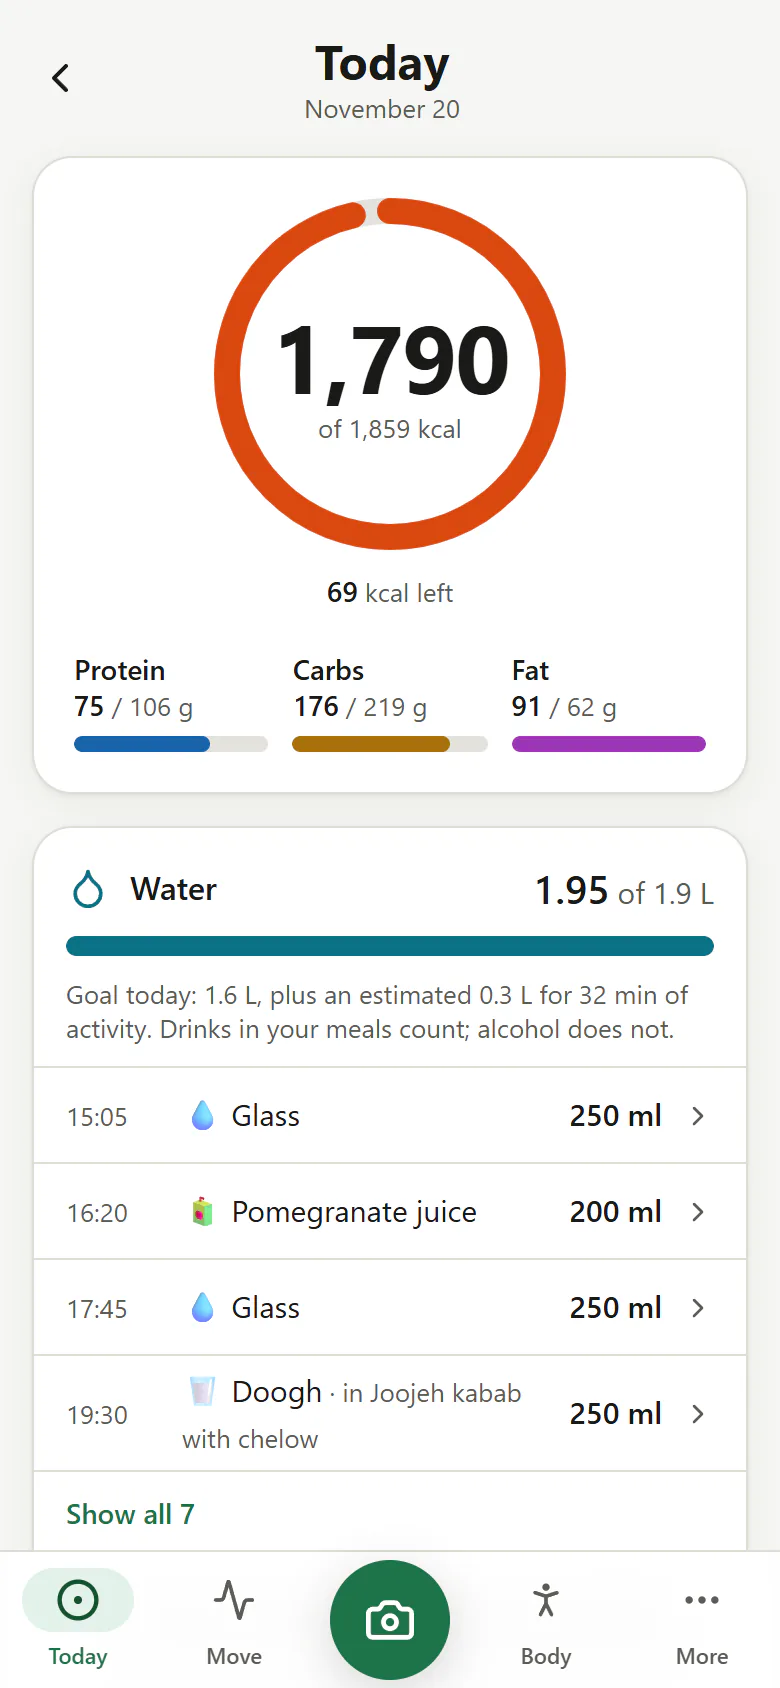 Today
November 20
1,790
of 1,859 kcal
69 kcal left
Protein
75 / 106 g
Carbs
176 / 219 g
Fat
91 / 62 g
Water
1.95 of 1.9 L
Goal today: 1.6 L, plus an estimated 0.3 L for 32 min of
activity. Drinks in your meals count; alcohol does not.
15:05 Glass 250 ml
16:20 Pomegranate juice 200 ml
17:45 Glass 250 ml
19:30 Doogh · in Joojeh kabab
with chelow 250 ml
Show all 7
Today
Move
Body
More